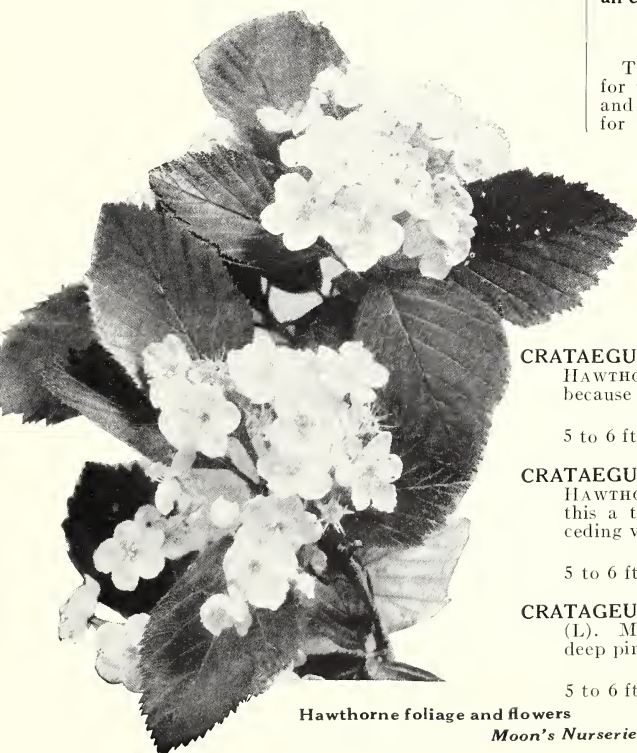 an e
T
for
and
for
CRATAEGU
HAWTHO
because
5 to 6 ft
CRATAEGU
HAWTHO
this a t
ceding v
5 to 6 ft
CRATAGEU
(L). M
deep pin
5 to 6 ft
Hawthorne foliage and flowers
Moon's Nurserie